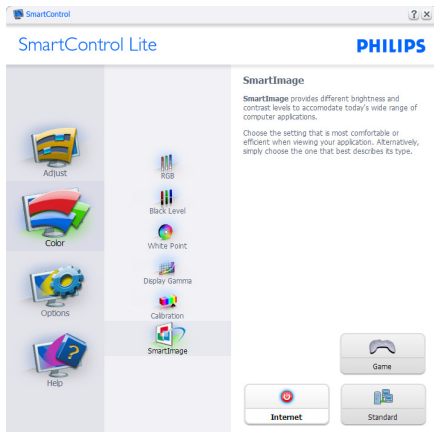 SmartControl
? ×
SmartControl Lite
PHILIPS
Adjust
Color
Options
Help
RGB
Black Level
White Point
Display Gamma
Calibration
SmartImage
SmartImage
SmartImage provides different brightness and
contrast levels to accomodate today's wide range of
computer applications.
Choose the setting that is most comfortable or
efficient when viewing your application. Alternatively,
simply choose the one that best describes its type.
Game
Internet
Standard